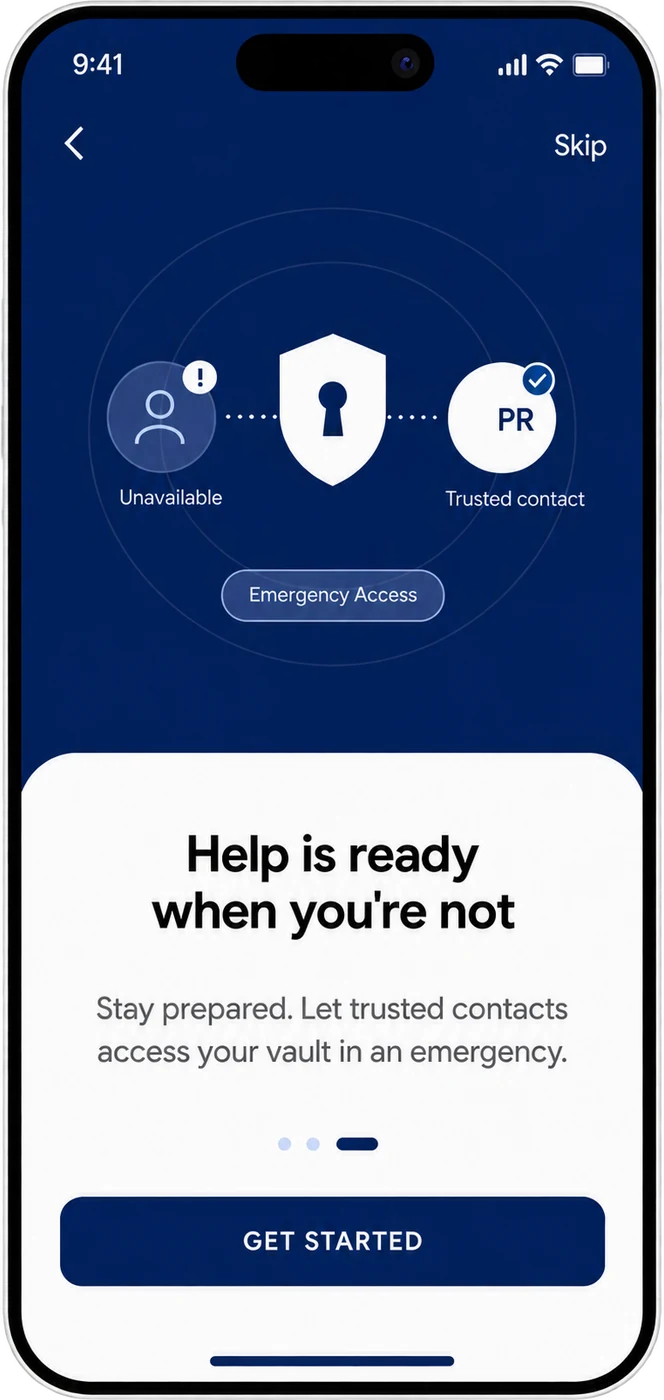 9:41
Skip
!
PR
Unavailable
Trusted contact
Emergency Access
Help is ready
when you're not
Stay prepared. Let trusted contacts
access your vault in an emergency.
GET STARTED